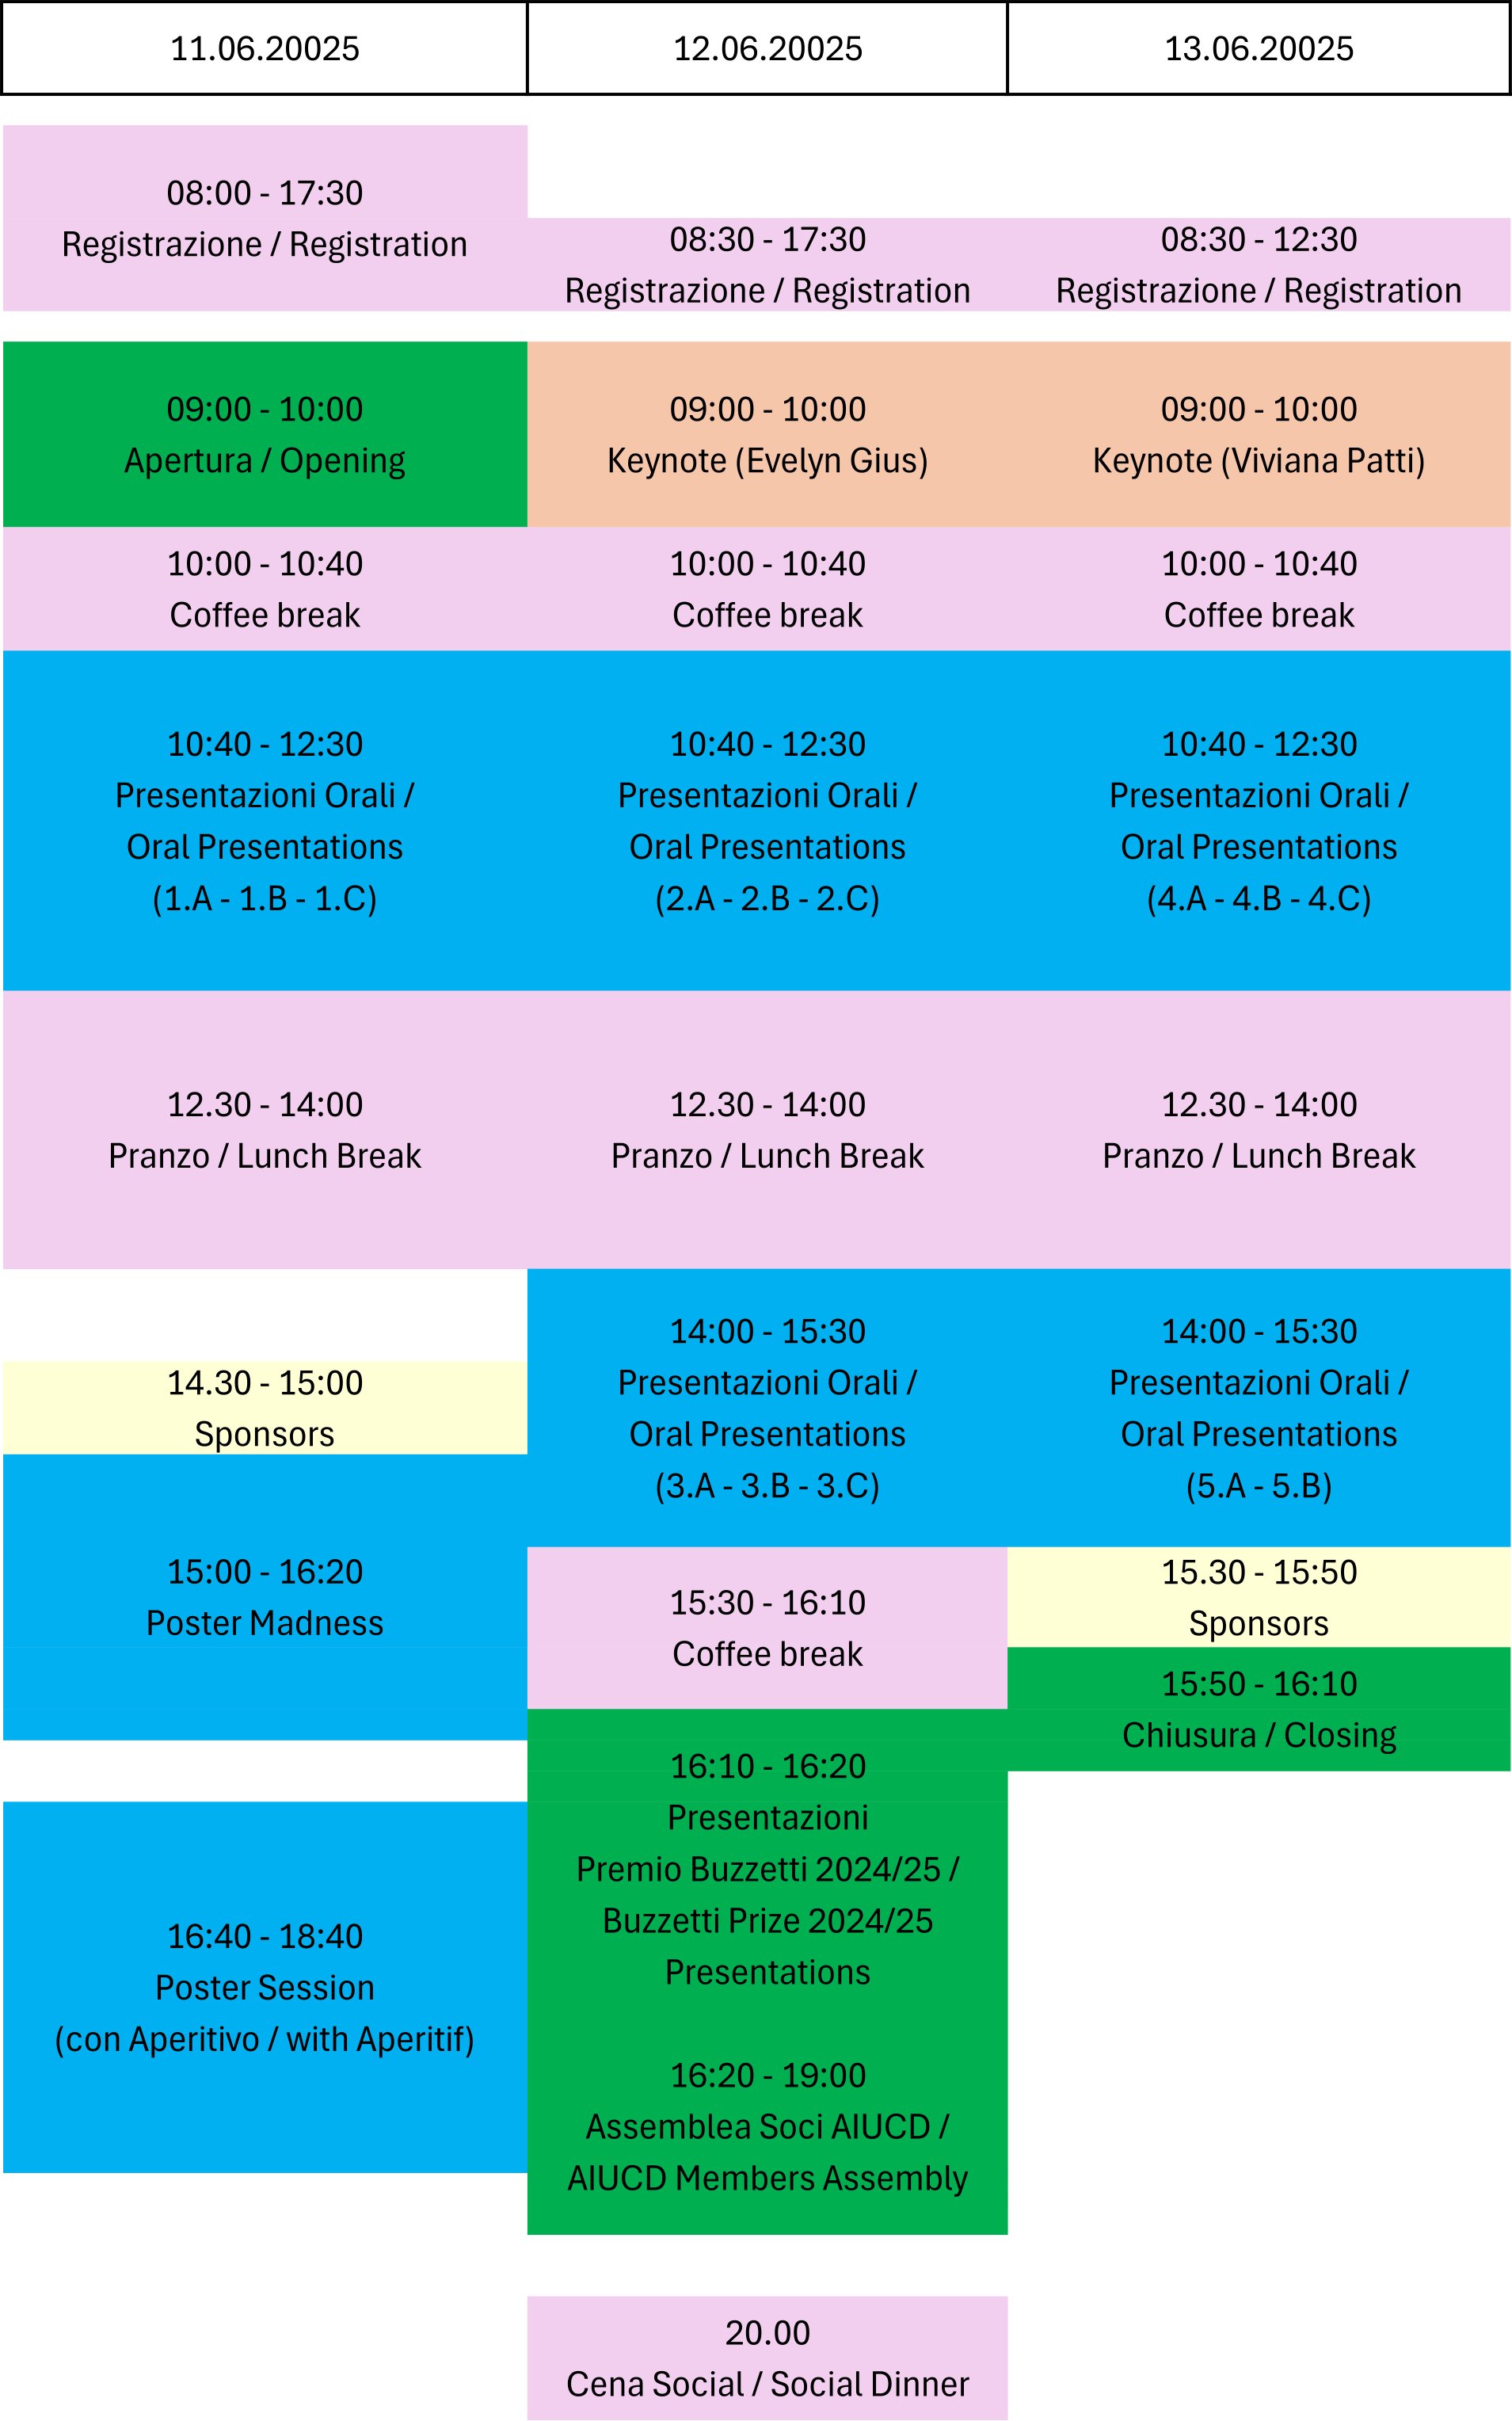 11.06.20025
12.06.20025
13.06.20025
08:00 - 17:30
Registrazione / Registration
08:30 - 17:30
Registrazione / Registration
08:30 - 12:30
Registrazione / Registration
09:00 - 10:00
Apertura / Opening
09:00 - 10:00
Keynote (Evelyn Gius)
09:00 - 10:00
Keynote (Viviana Patti)
10:00 - 10:40
Coffee break
10:00 - 10:40
Coffee break
10:00 - 10:40
Coffee break
10:40 - 12:30
Presentazioni Orali /
Oral Presentations
(1.A - 1.B - 1.C)
10:40 - 12:30
Presentazioni Orali /
Oral Presentations
(2.A - 2.B - 2.C)
10:40 - 12:30
Presentazioni Orali /
Oral Presentations
(4.A - 4.B - 4.C)
12.30 - 14:00
Pranzo / Lunch Break
12.30 - 14:00
Pranzo / Lunch Break
12.30 - 14:00
Pranzo / Lunch Break
14.30 - 15:00
Sponsors
14:00 - 15:30
Presentazioni Orali /
Oral Presentations
(3.A - 3.B - 3.C)
14:00 - 15:30
Presentazioni Orali /
Oral Presentations
(5.A - 5.B)
15:00 - 16:20
Poster Madness
15:30 - 16:10
Coffee break
15.30 - 15:50
Sponsors
15:50 - 16:10
Chiusura / Closing
16:40 - 18:40
Poster Session
(con Aperitivo / with Aperitif)
16:10 - 16:20
Presentazioni
Premio Buzzetti 2024/25 /
Buzzetti Prize 2024/25
Presentations
16:20 - 19:00
Assemblea Soci AIUCD /
AIUCD Members Assembly
20.00
Cena Social / Social Dinner